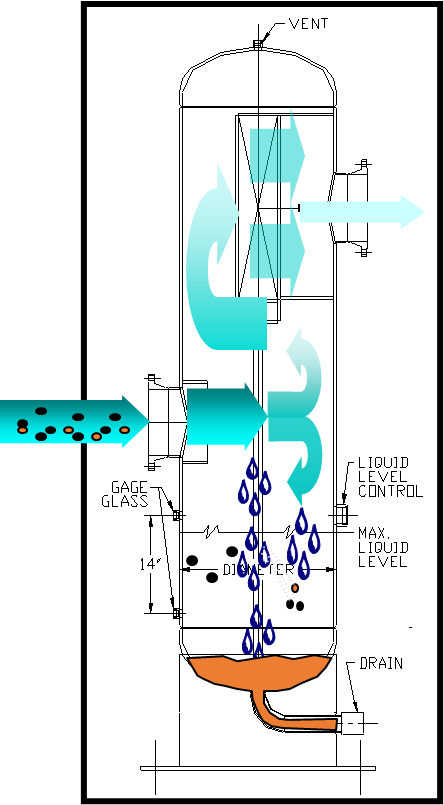 VENT
LIQUID
LEVEL
CONTROL
GAGE
GLASS
MAX.
LIQUID
LEVEL
14"
DIAMETER
DRAIN